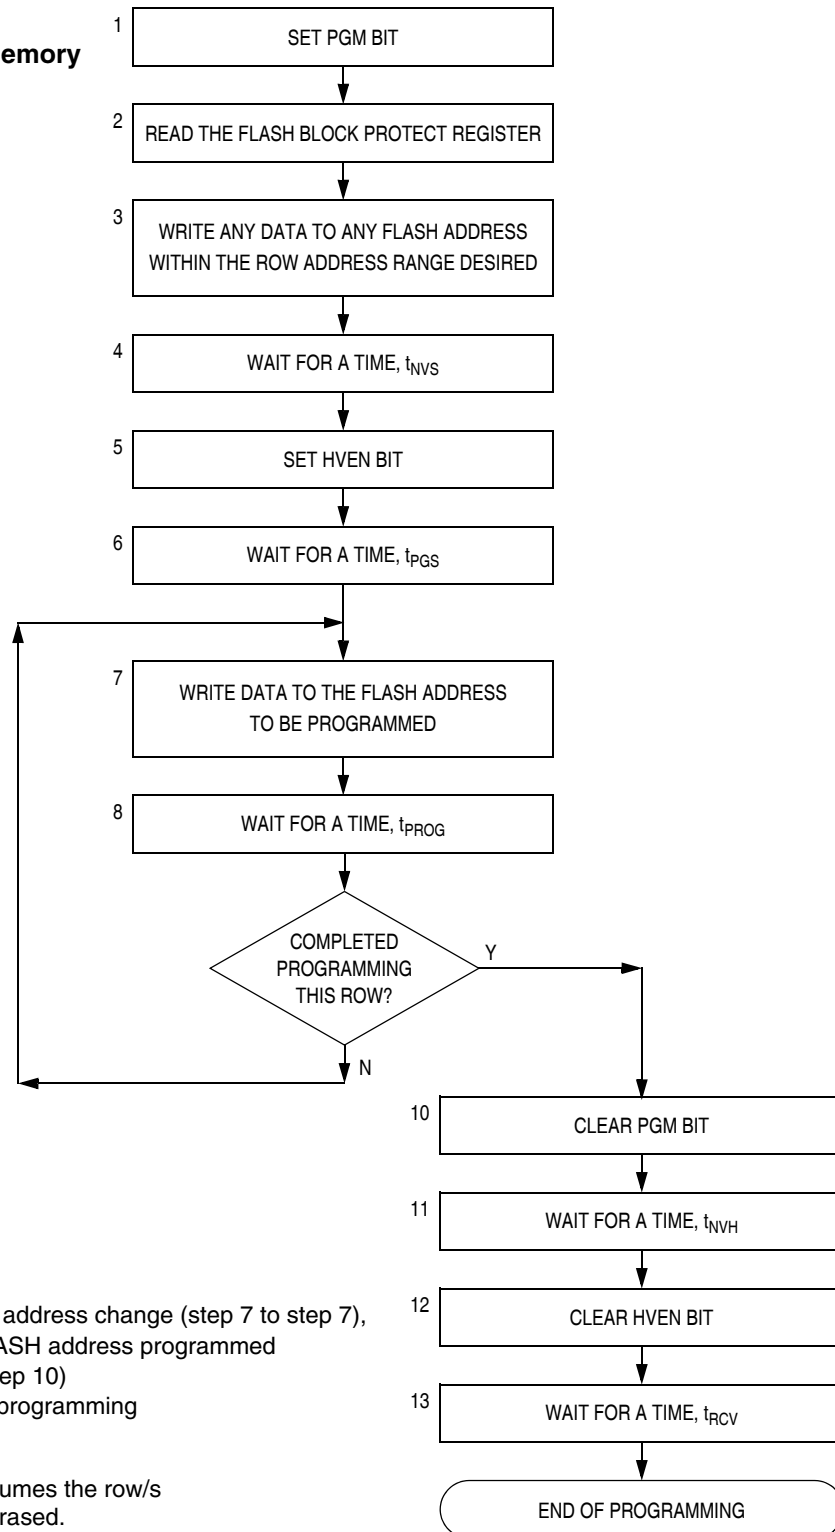 1
SET PGM BIT
emory
2
READ THE FLASH BLOCK PROTECT REGISTER
3
WRITE ANY DATA TO ANY FLASH ADDRESS
WITHIN THE ROW ADDRESS RANGE DESIRED
4
WAIT FOR A TIME, tNVS
5
SET HVEN BIT
6
WAIT FOR A TIME, tPGS
7
WRITE DATA TO THE FLASH ADDRESS
TO BE PROGRAMMED
8
WAIT FOR A TIME, tPROG
COMPLETED
PROGRAMMING
THIS ROW?
Y
N
10
CLEAR PGM BIT
11
WAIT FOR A TIME, tNVH
12
CLEAR HVEN BIT
13
WAIT FOR A TIME, tRCV
END OF PROGRAMMING
address change (step 7 to step 7),
ASH address programmed
ep 10)
programming
umes the row/s
rased.